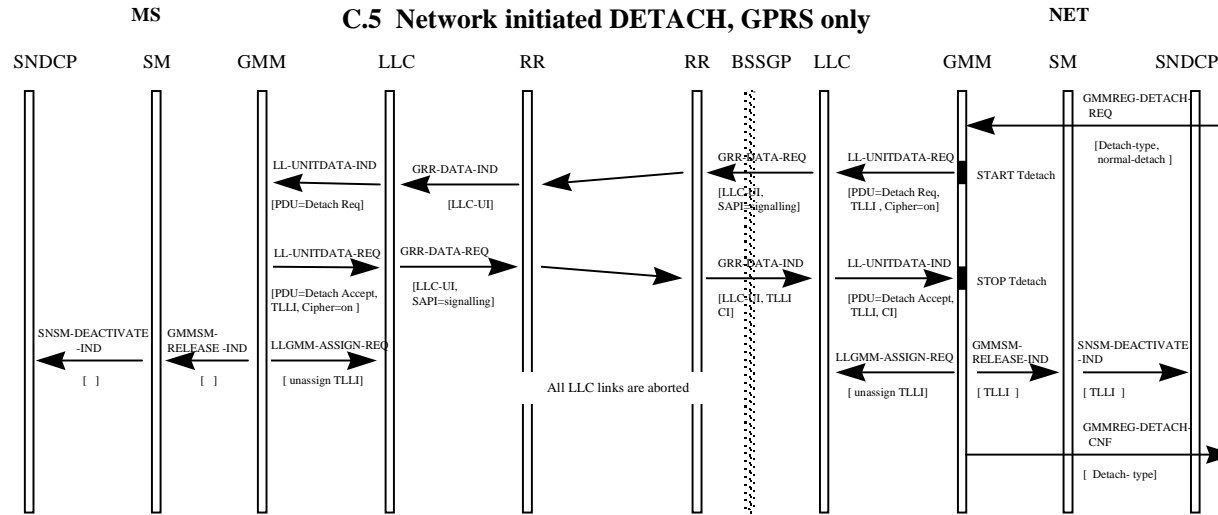 MS
C.5 Network initiated DETACH, GPRS only
NET
SNDCP SM GMM LLC RR RR BSSGP LLC GMM SM SNDCP
GMMREG-DETACH-
REQ
[Detach-type,
normal-detach ]
LL-UNITDATA-IND
[PDU=Detach Req]
GRR-DATA-IND
[LLC-UI]
GRR-DATA-REQ
[LLC-UI,
SAPI=signalling]
LL-UNITDATA-REQ
[PDU=Detach Req,
TLLI , Cipher=on]
START Tdetach
LL-UNITDATA-REQ
[PDU=Detach Accept,
TLLI, Cipher=on ]
GRR-DATA-REQ
[LLC-UI,
SAPI=signalling]
GRR-DATA-IND
[LLC-UI, TLLI
CI]
LL-UNITDATA-IND
[PDU=Detach Accept,
TLLI, CI]
STOP Tdetach
SNSM-DEACTIVATE
-IND
[ ]
GMMSM-
RELEASE -IND
[ ]
LLGMM-ASSIGN-REQ
[ unassign TLLI]
All LLC links are aborted
LLGMM-ASSIGN-REQ
[ unassign TLLI]
GMMSM-
RELEASE-IND
[ TLLI ]
SNSM-DEACTIVATE
-IND
[ TLLI ]
GMMREG-DETACH-
CNF
[ Detach- type]